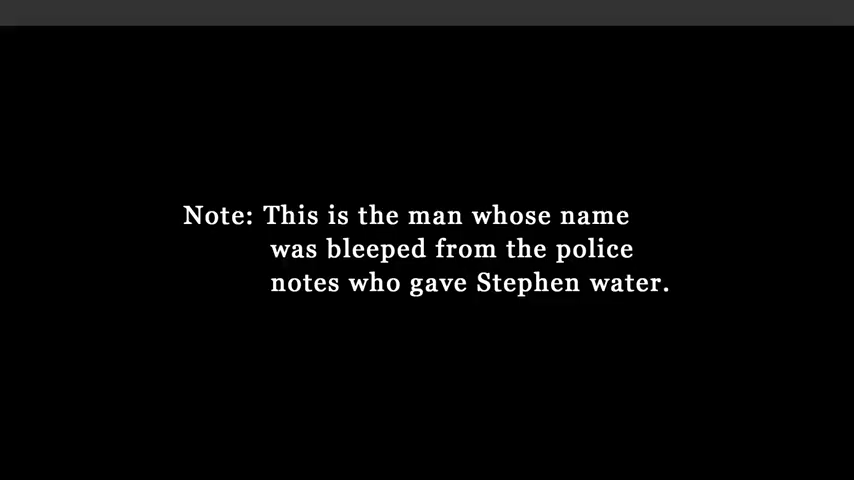 Note: This is the man whose name
was bleeped from the police
notes who gave Stephen water.